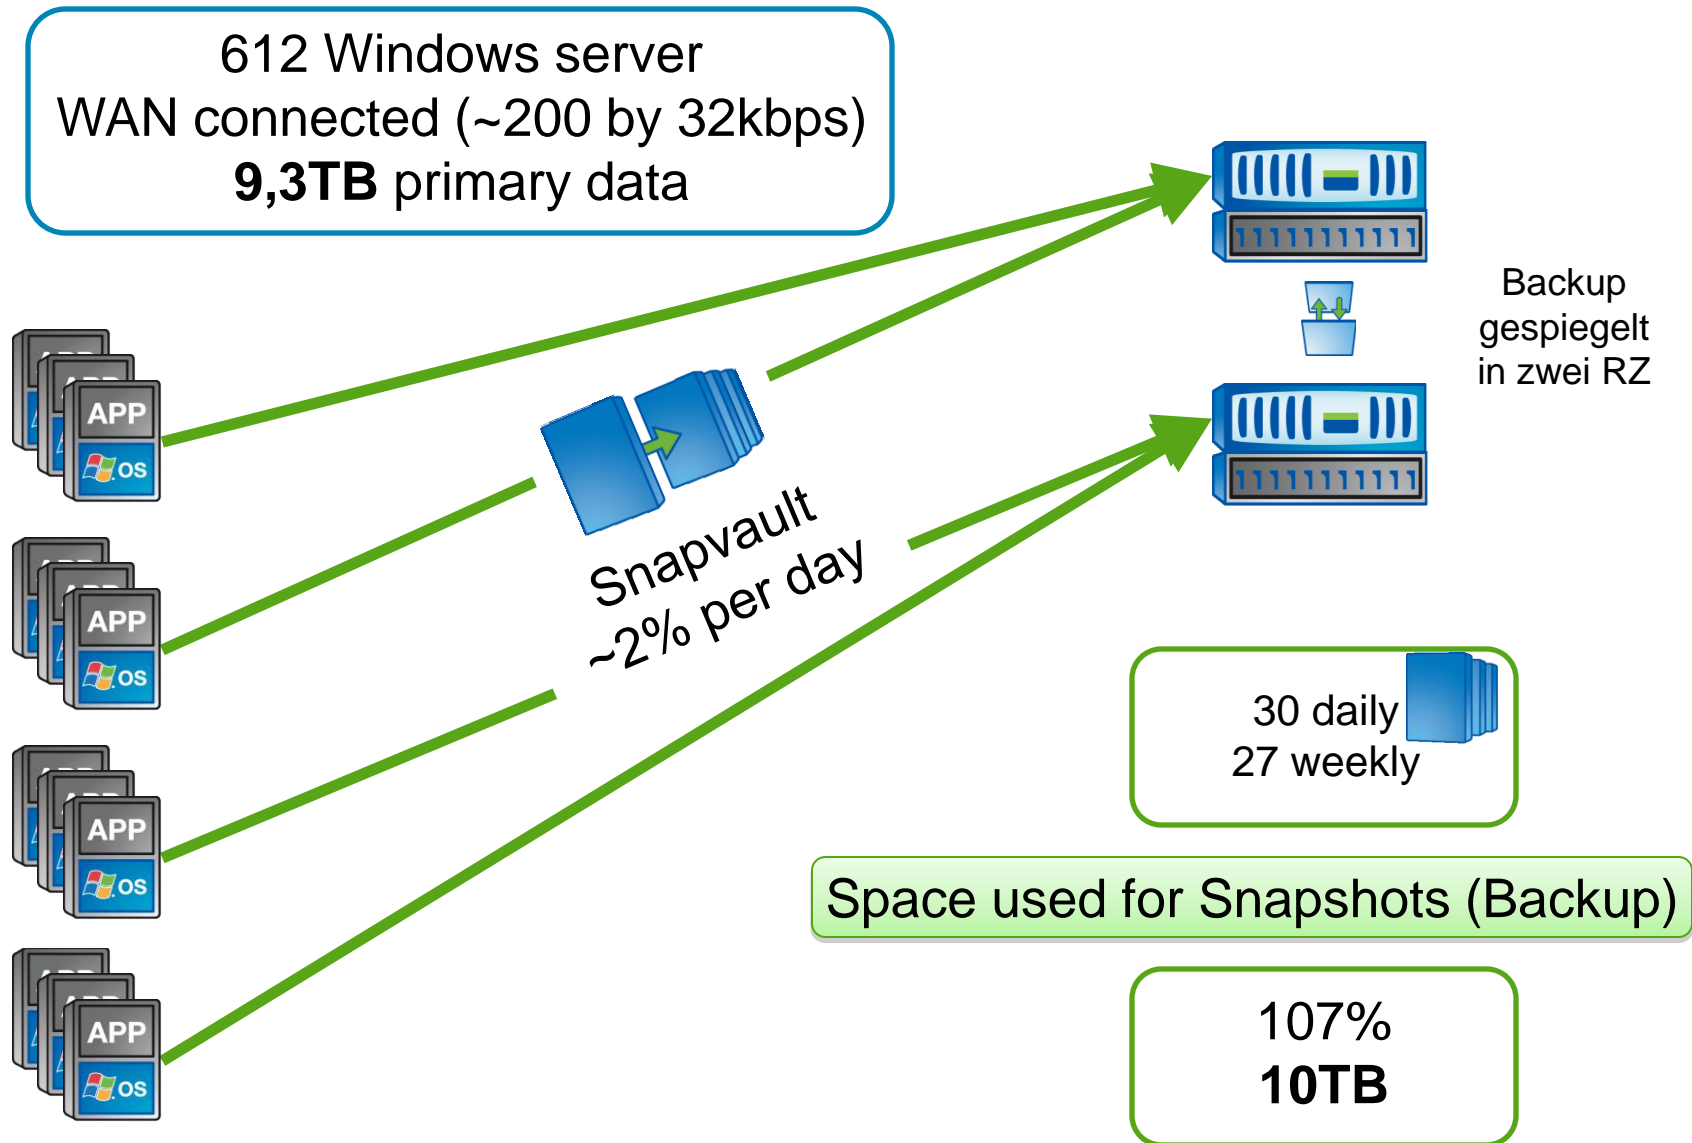 612 Windows server
WAN connected (~200 by 32kbps)
9,3TB primary data
Backup
gespiegelt
in zwei RZ
APP
OS
Snapvault
~2% per day
APP
OS
30 daily
27 weekly
APP
OS
Space used for Snapshots (Backup)
APP
OS
107%
10TB